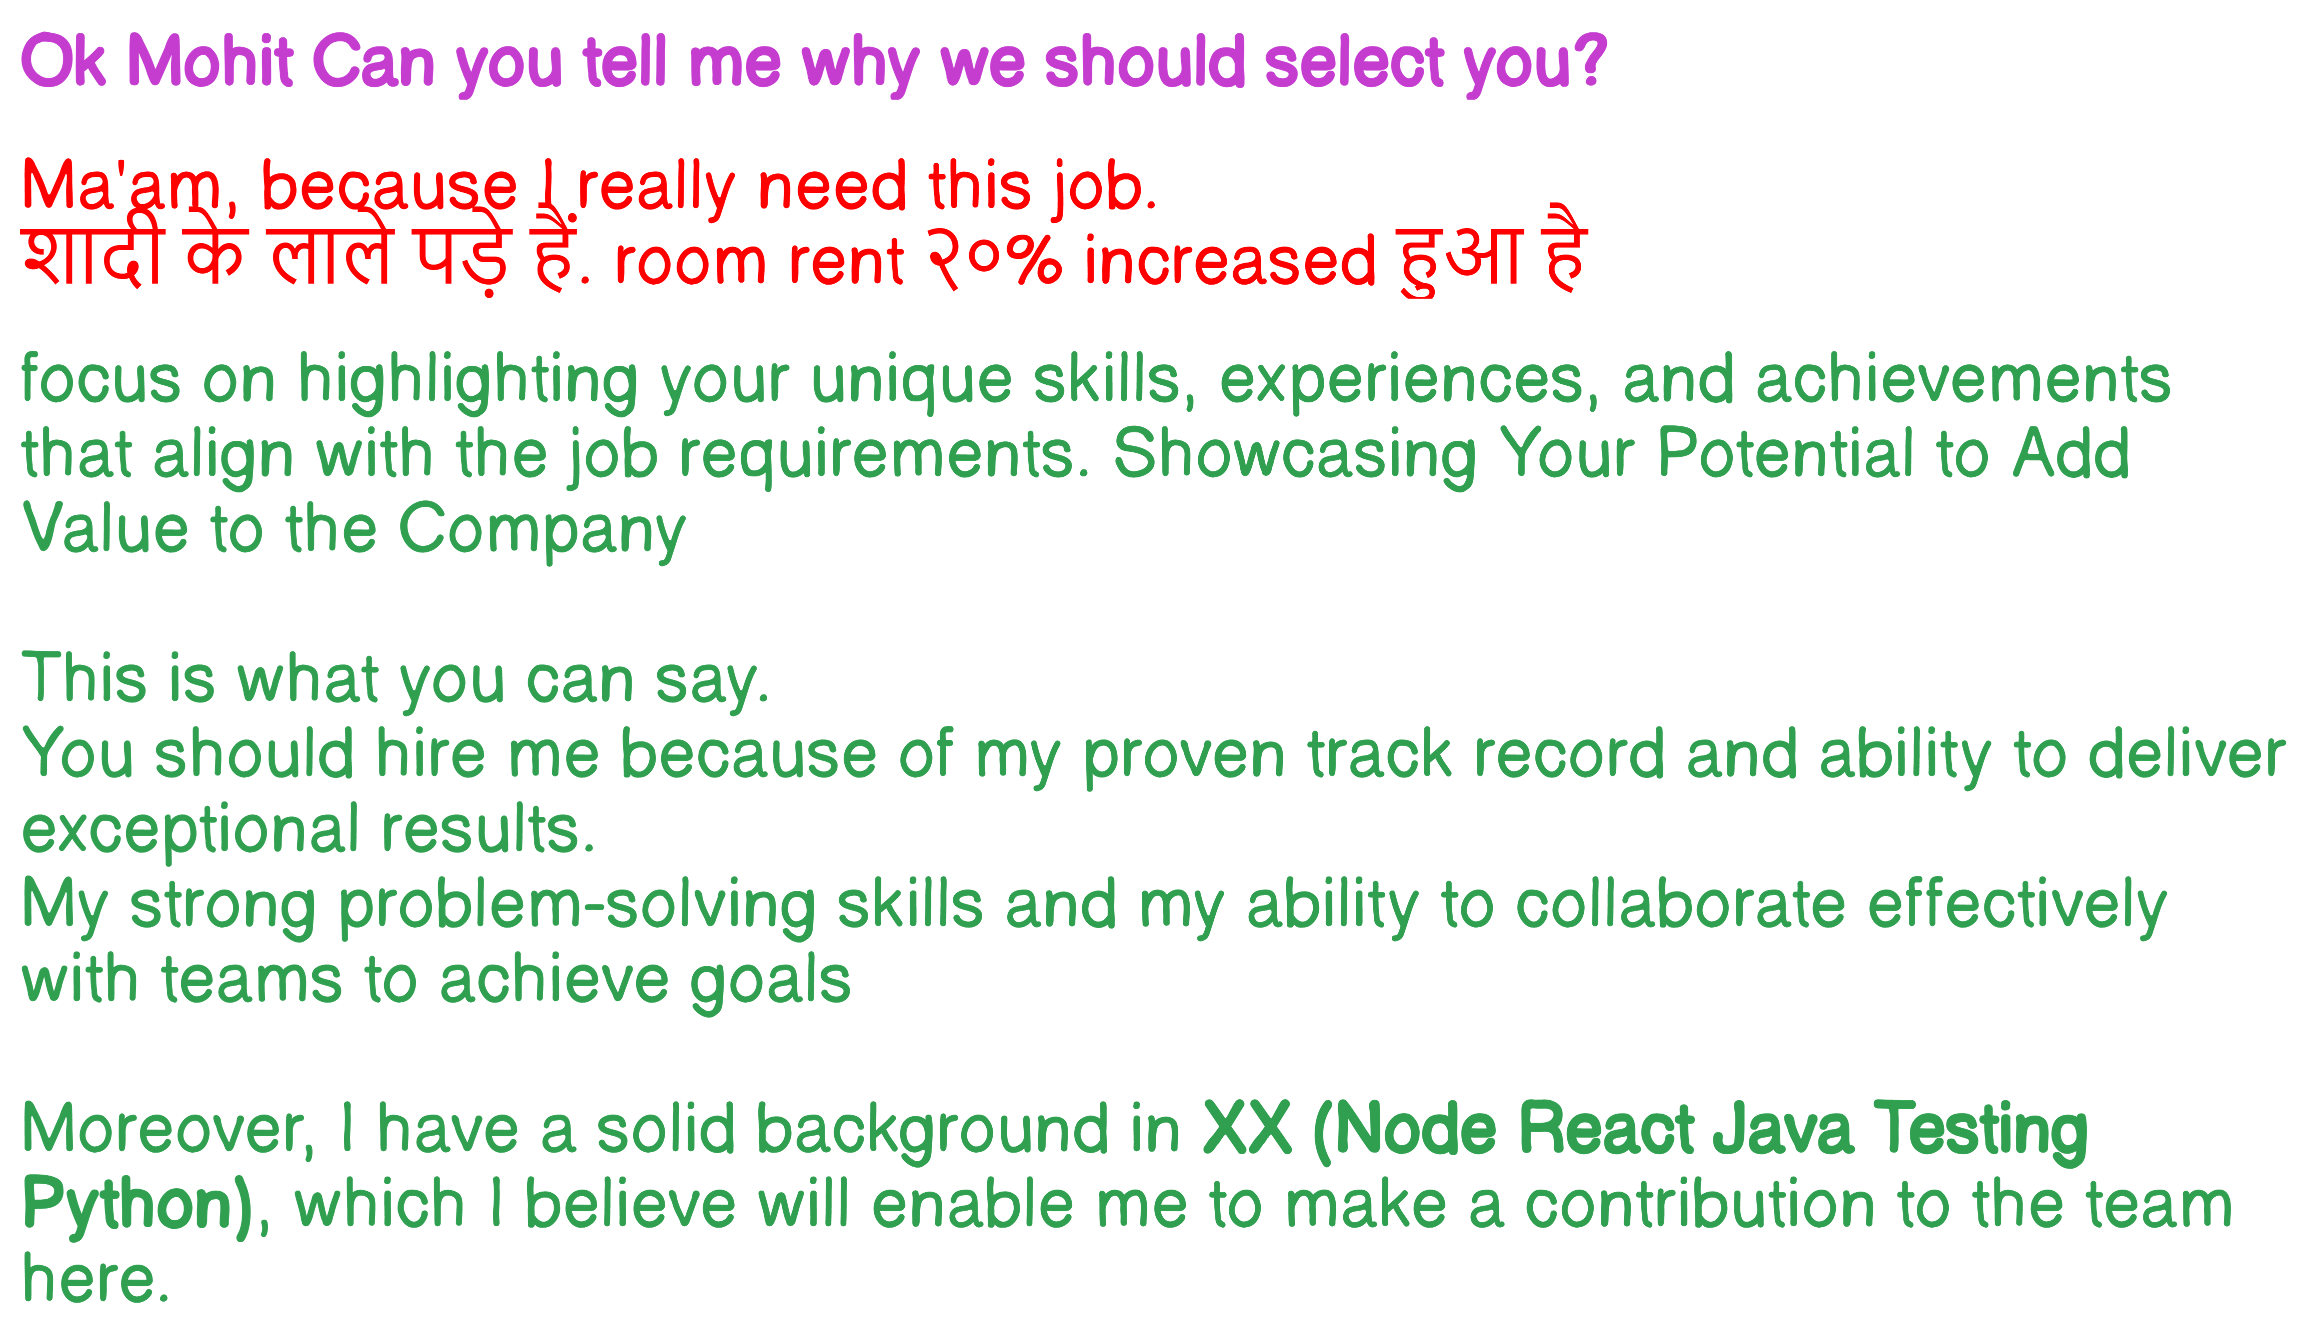 Ok Mohit Can you tell me why we should select you?
Ma'am, because I really need this job.
शादी के लाले पड़े हैं. room rent २०% increased हुआ है
focus on highlighting your unique skills, experiences, and achievements
that align with the job requirements. Showcasing Your Potential to Add
Value to the Company
This is what you can say.
You should hire me because of my proven track record and ability to deliver
exceptional results.
My strong problem-solving skills and my ability to collaborate effectively
with teams to achieve goals
Moreover, I have a solid background in XX (Node React Java Testing
Python), which I believe will enable me to make a contribution to the team
here.